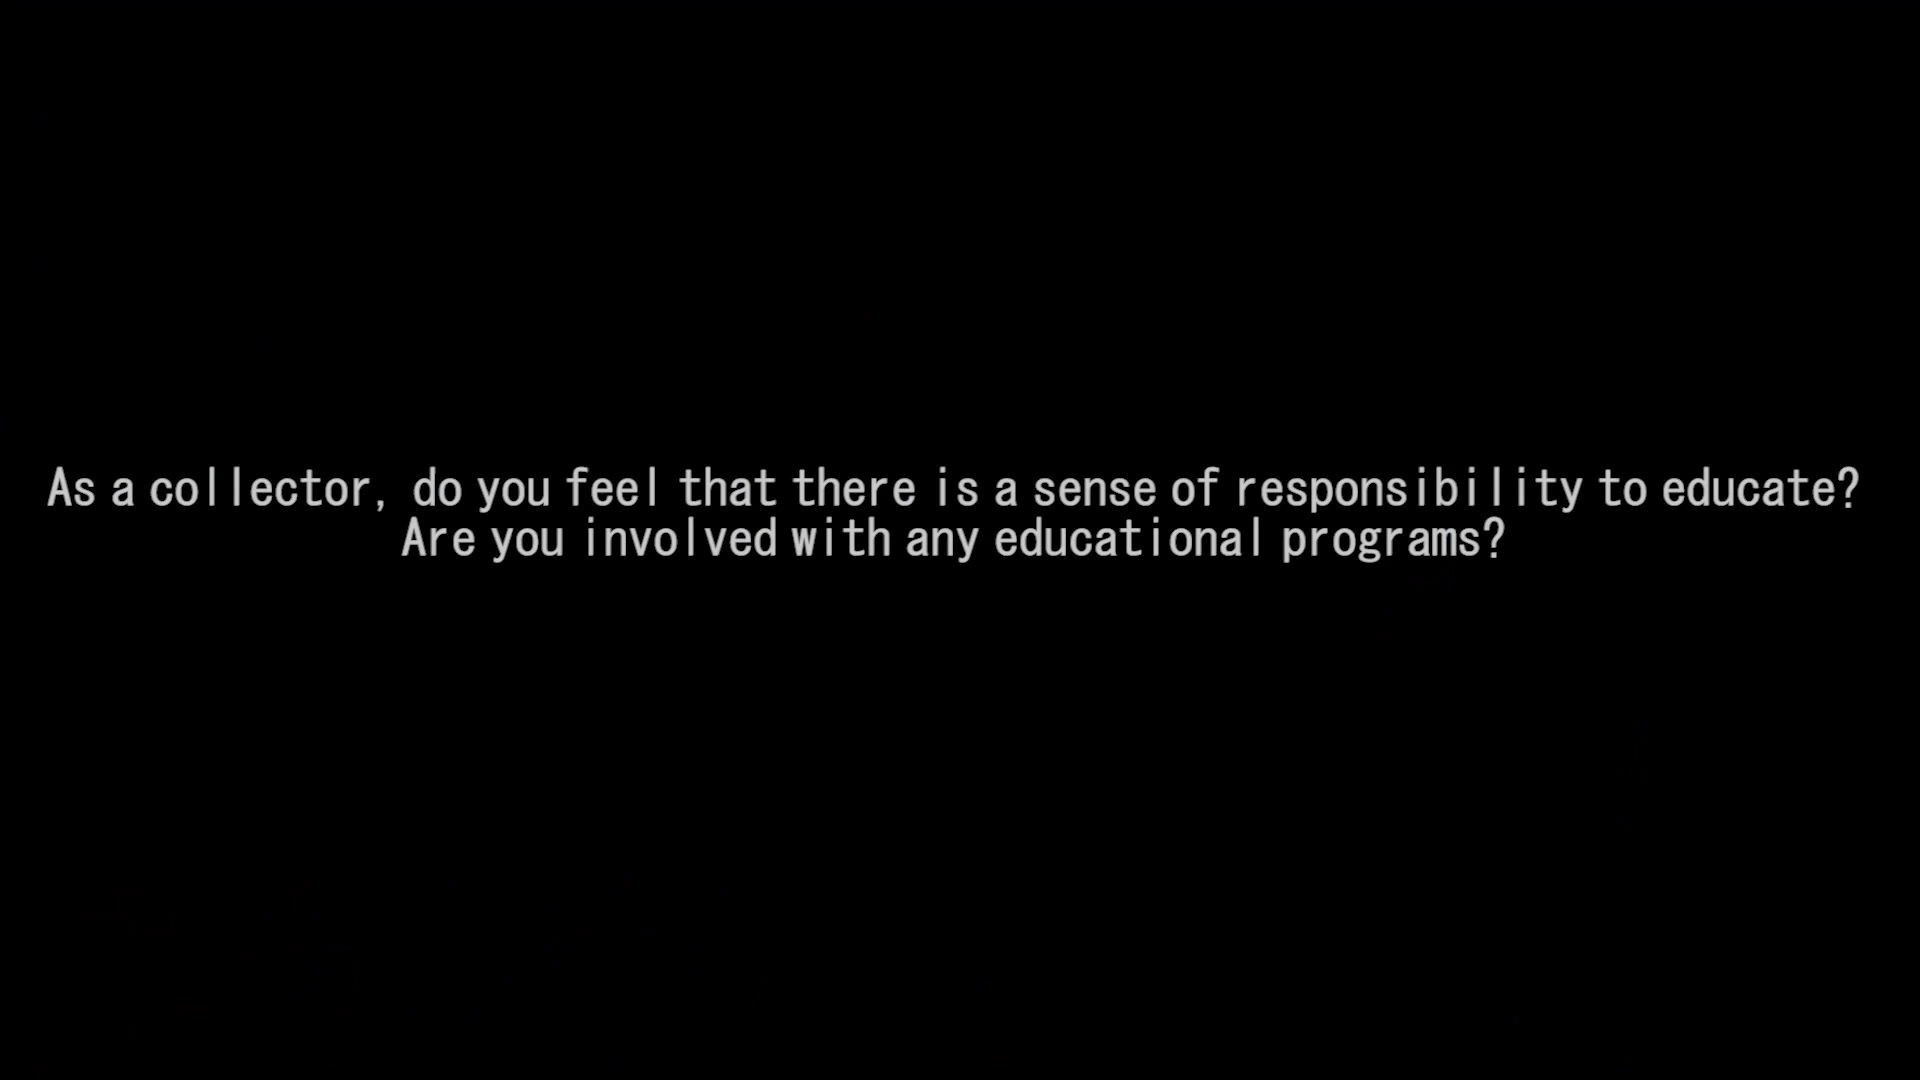 As a collector, do you feel that there is a sense of responsibility to educate?
Are you involved with any educational programs?